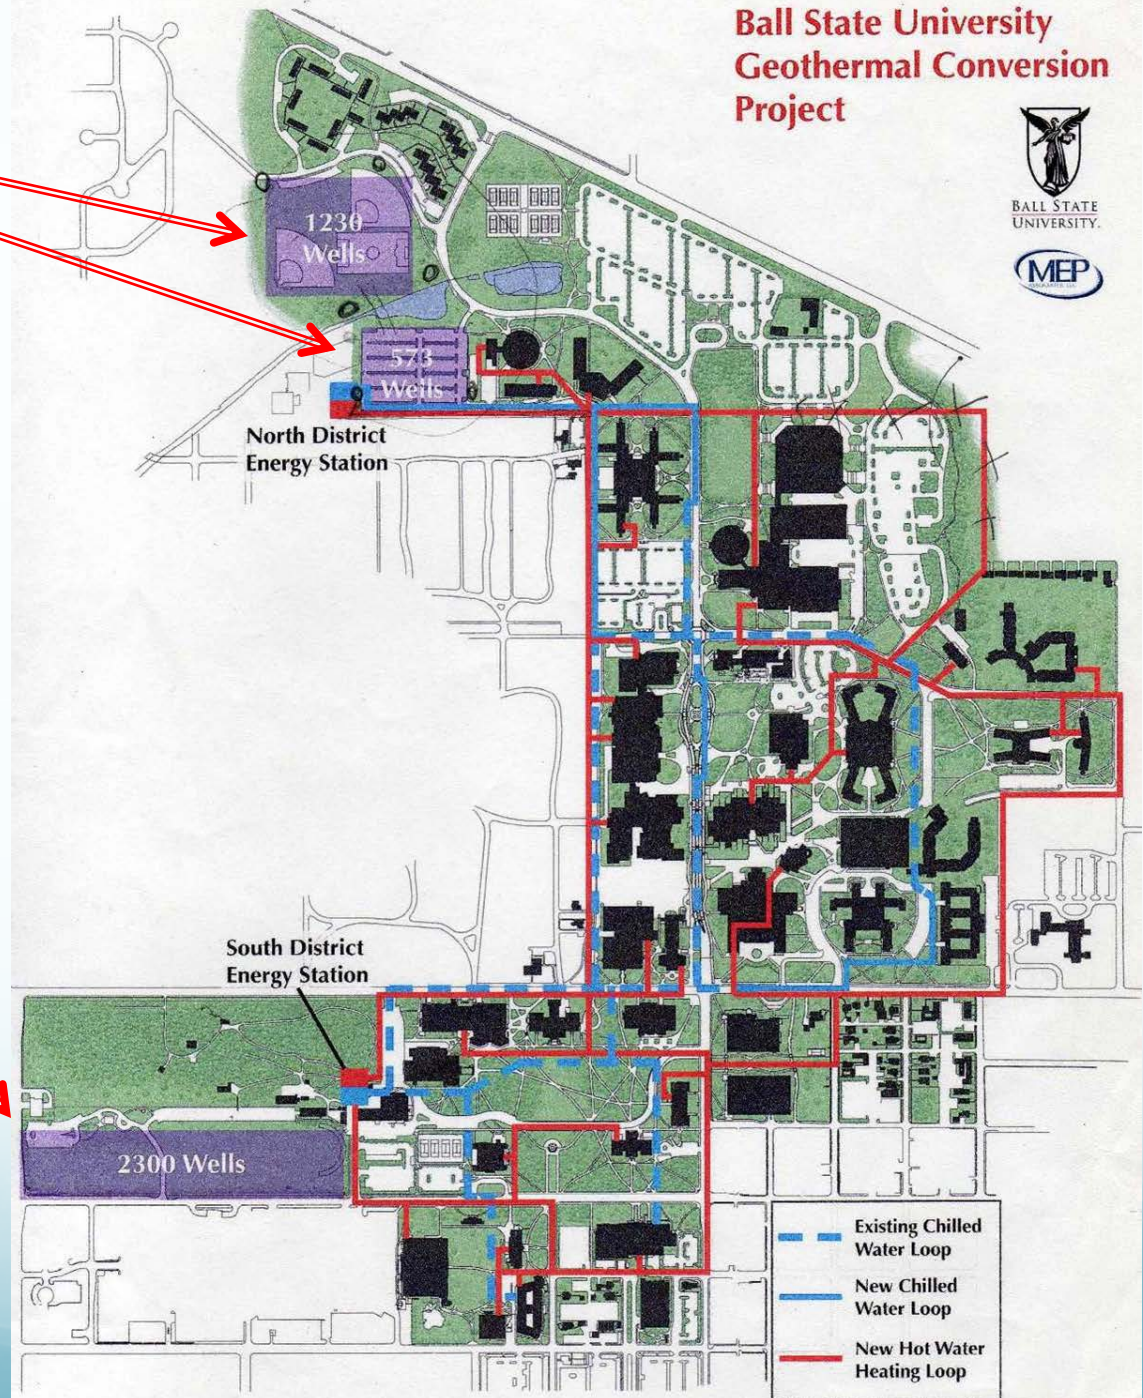 Ball State University
Geothermal Conversion
Project
BALL STATE
UNIVERSITY.
MEP
1230
Wells
573
Wells
North District
Energy Station
South District
Energy Station
2300 Wells
Existing Chilled
Water Loop
New Chilled
Water Loop
New Hot Water
Heating Loop